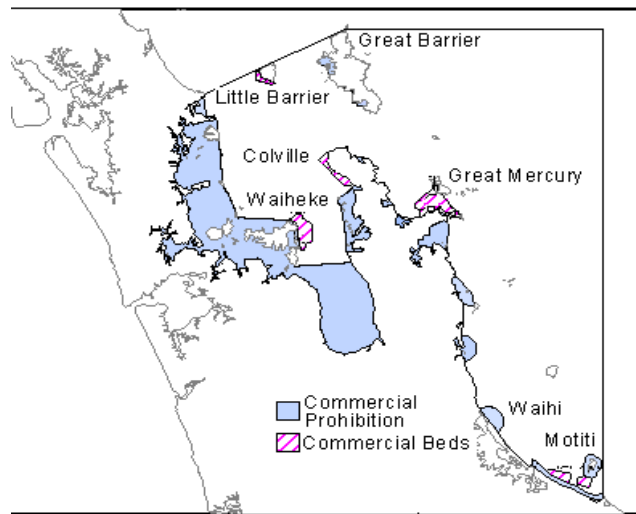 Great Barrier
Little Barrier
Colville
Great Mercury
Waiheke
Commercial
Prohibition
Commercial Beds
Waihi
Motiti